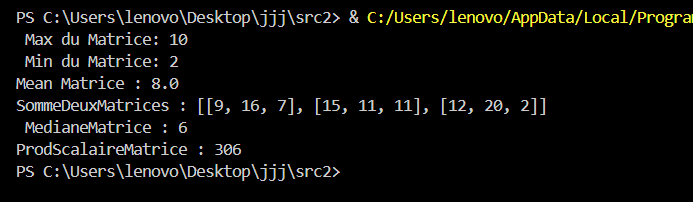 PS C:\Users\lenovo\Desktop\jjj\src2> & C:/Users/lenovo/AppData/Local/Program
Max du Matrice: 10
Min du Matrice: 2
Mean Matrice : 8.0
SommeDeuxMatrices : [[9, 16, 7], [15, 11, 11], [12, 20, 2]]
MedianeMatrice : 6
ProdScalaireMatrice : 306
PS C:\Users\lenovo\Desktop\jjj\src2>